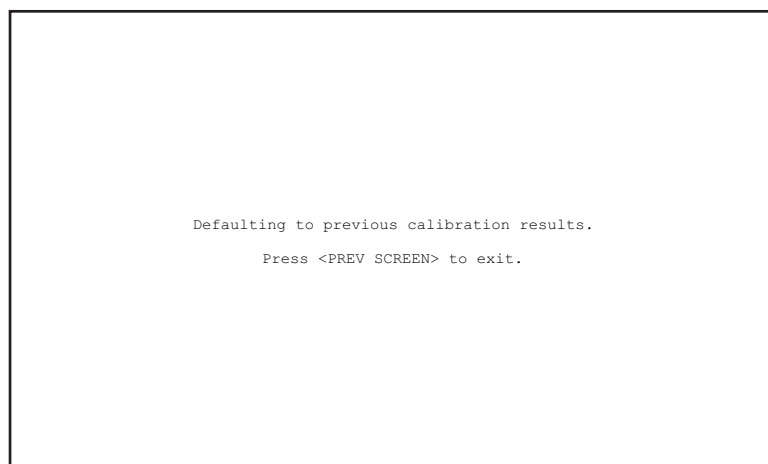 Defaulting to previous calibration results.
Press <PREV SCREEN> to exit.